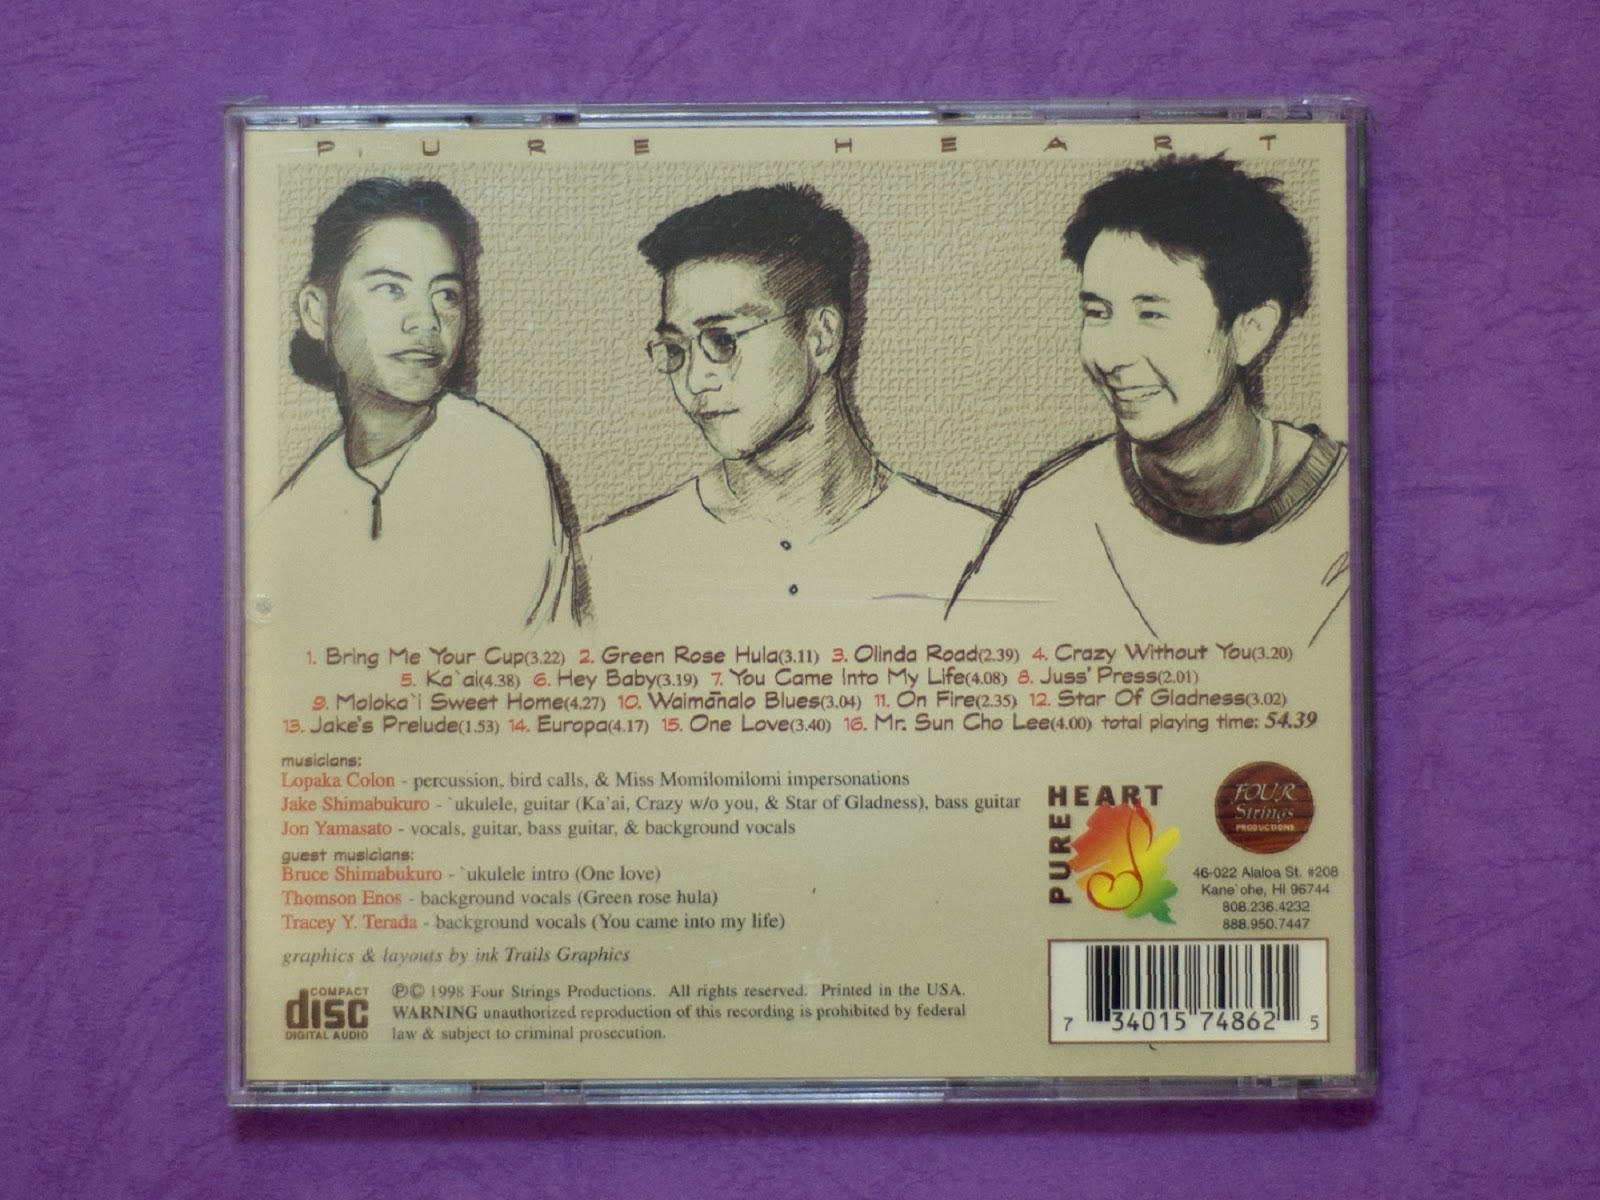 PURE HEART
1. Bring Me Your Cup(3.22) 2. Green Rose Hula(3.11) 3. Olinda Road(2.39) 4. Crazy Without You(3.20)
5. Ka`ai(4.38) 6. Hey Baby(3.19) 7. You Came Into My Life(4.08) 8. Juss' Press(2.01)
9. Moloka`i Sweet Home(4.27) 10. Waimānalo Blues(3.04) 11. On Fire(2.35) 12. Star Of Gladness(3.02)
13. Jake's Prelude(1.53) 14. Europa(4.17) 15. One Love(3.40) 16. Mr. Sun Cho Lee(4.00) total playing time: 54.39
musicians:
Lopaka Colon - percussion, bird calls, & Miss Momilomilomi impersonations
Jake Shimabukuro - `ukulele, guitar (Ka'ai, Crazy w/o you, & Star of Gladness), bass guitar
Jon Yamasato - vocals, guitar, bass guitar, & background vocals
guest musicians:
Bruce Shimabukuro - `ukulele intro (One love)
Thomson Enos - background vocals (Green rose hula)
Tracey Y. Terada - background vocals (You came into my life)
graphics & layouts by ink Trails Graphics
COMPACT
disc
DIGITAL AUDIO
℗© 1998 Four Strings Productions. All rights reserved. Printed in the USA.
WARNING unauthorized reproduction of this recording is prohibited by federal
law & subject to criminal prosecution.
PURE HEART
FOUR
Strings
PRODUCTIONS
46-022 Alaloa St. #208
Kane`ohe, HI 96744
808.236.4232
888.950.7447
7 34015 74862 5